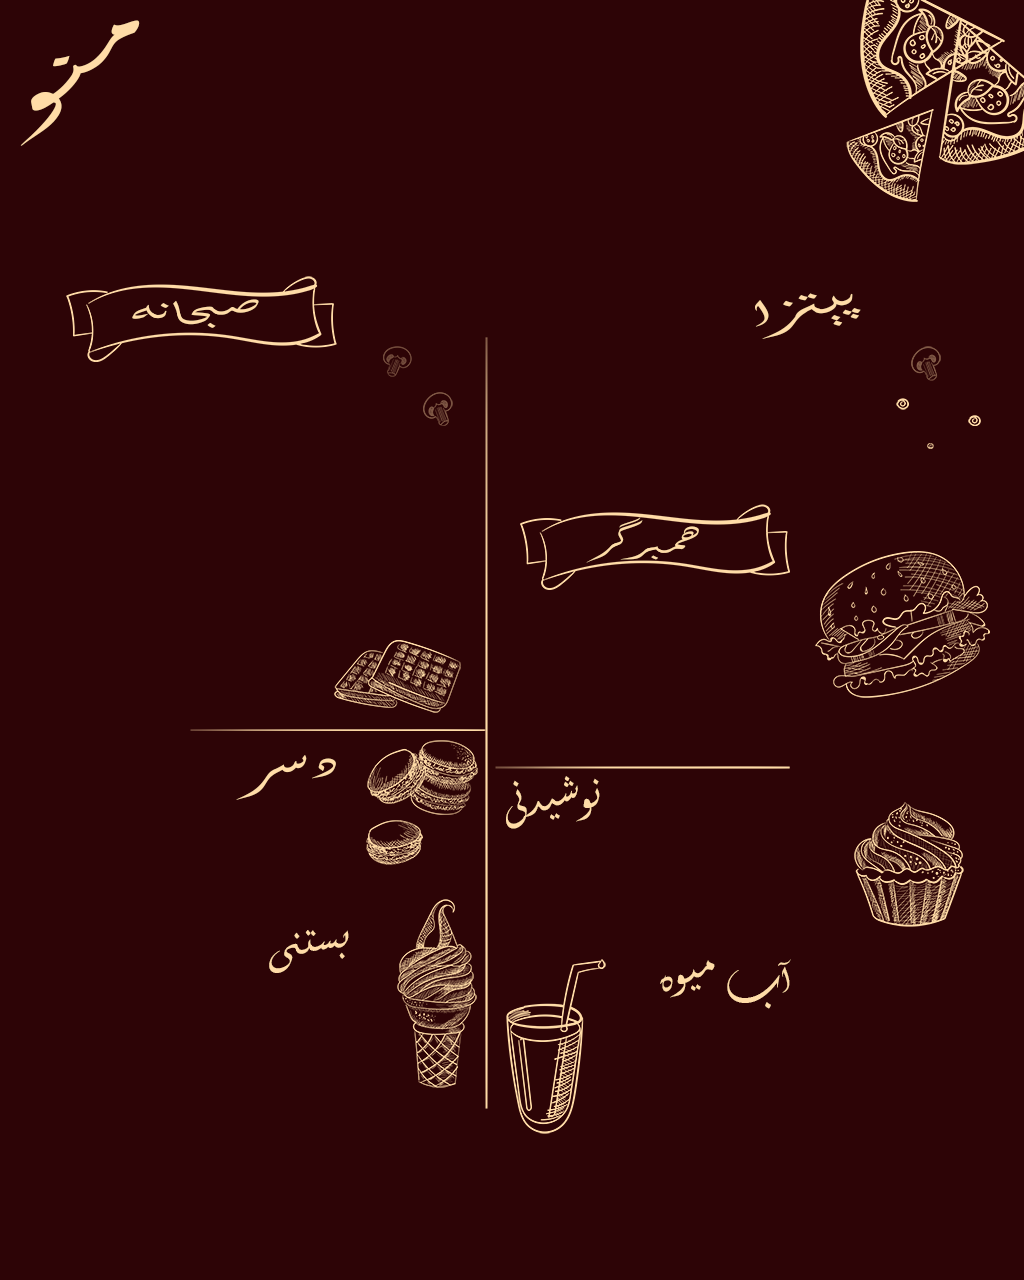 منو
پیتزا
صبحانه
همبرگر
دسر
نوشیدنی
بستنی
آب میوه